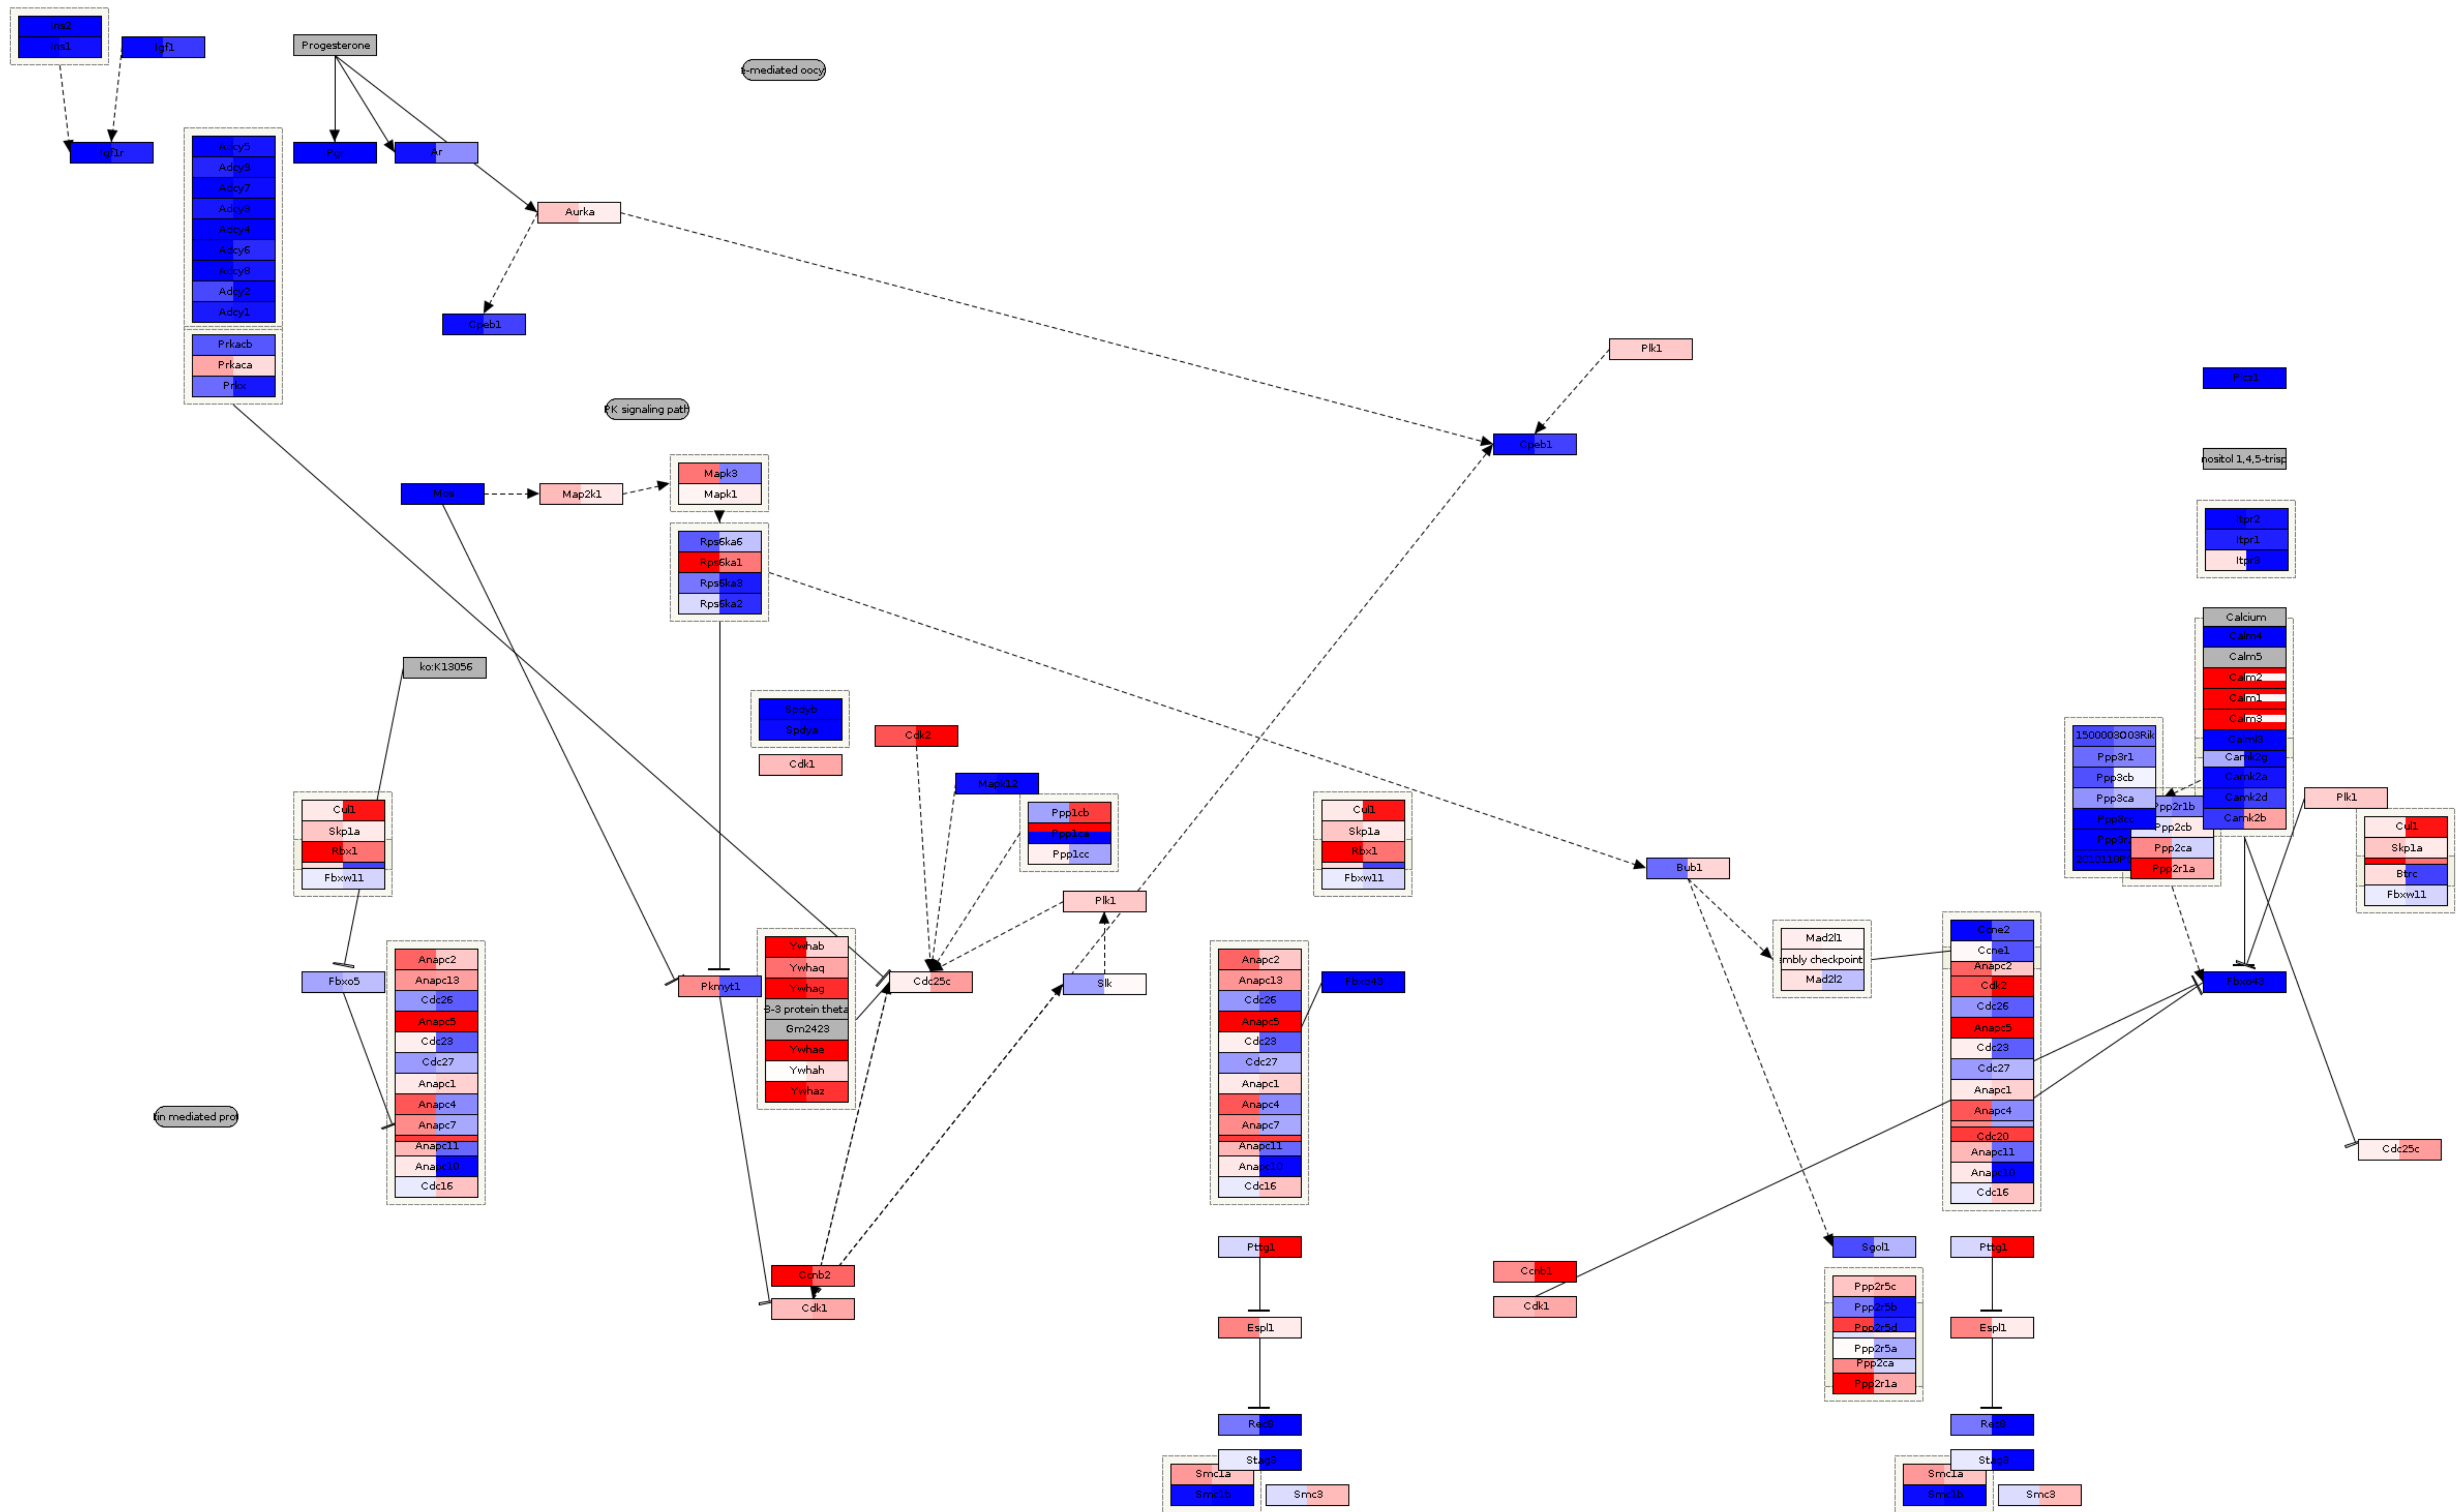 Ins2
Ins1
Igf1
Progesterone
e-mediated oocy
Igf1r
Adcy5
Adcy3
Adcy7
Adcy9
Adcy4
Adcy6
Adcy8
Adcy2
Adcy1
Pgr
Ar
Aurka
Cpeb1
Prkacb
Prkaca
Prkx
Plk1
Plcz1
PK signaling path
Cpeb1
nositol 1,4,5-trisp
Mos
Map2k1
Mapk3
Mapk1
Rps6ka6
Rps6ka1
Rps6ka3
Rps6ka2
Itpr2
Itpr1
Itpr3
ko:K13056
Calcium
Calm4
Calm5
Calm2
Calm1
Calm3
Calml3
Camk2g
Camk2a
Camk2d
Camk2b
Spdyb
Spdya
Cdk1
Cdk2
Mapk12
Ppp1cb
Ppp1ca
Ppp1cc
1500003O03Rik
Ppp3r1
Ppp3cb
Ppp3ca
Ppp3cc
Ppp3r
2010110P
Ppp2r1b
Ppp2cb
Ppp2ca
Ppp2r1a
Plk1
Cul1
Skp1a
Rbx1
Fbxw11
Cul1
Skp1a
Rbx1
Fbxw11
Cul1
Skp1a
Btrc
Fbxw11
Bub1
Plk1
Fbxo5
Anapc2
Anapc13
Cdc26
Anapc5
Cdc23
Cdc27
Anapc1
Anapc4
Anapc7
Anapc11
Anapc10
Cdc16
Pkmyt1
Ywhab
Ywhaq
Ywhag
3-3 protein theta
Gm2423
Ywhae
Ywhah
Ywhaz
Cdc25c
Slk
Anapc2
Anapc13
Cdc26
Anapc5
Cdc23
Cdc27
Anapc1
Anapc4
Anapc7
Anapc11
Anapc10
Cdc16
Fbxo43
Mad2l1
mbly checkpoint
Mad2l2
Ccne2
Ccne1
Anapc2
Cdk2
Cdc26
Anapc5
Cdc23
Cdc27
Anapc1
Anapc4
Cdc20
Anapc11
Anapc10
Cdc16
Fbxo43
tin mediated prot
Cdc25c
Ccnb2
Cdk1
Pttg1
Espl1
Rec8
Stag3
Smc1a
Smc1b
Smc3
Ccnb1
Cdk1
Sgol1
Ppp2r5c
Ppp2r5b
Ppp2r5d
Ppp2r5a
Ppp2ca
Ppp2r1a
Pttg1
Espl1
Rec8
Stag3
Smc1a
Smc1b
Smc3